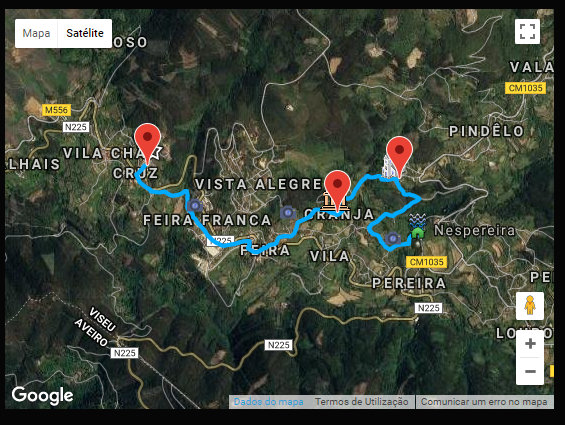 Mapa
Satélite
OSO
VALA
M556
CM1035
N225
PINDÊLO
LHAIS
VILA CHÃ
CRUZ
VISTA ALEGRE
FEIRA FRANCA
GRANJA
Nespereira
N225
FEIRA
VILA
CM1035
PEREIRA
PE
VISEU
AVEIRO
N225
N225
N225
LO
Google
Dados do mapa
Termos de Utilização
Comunicar um erro no mapa